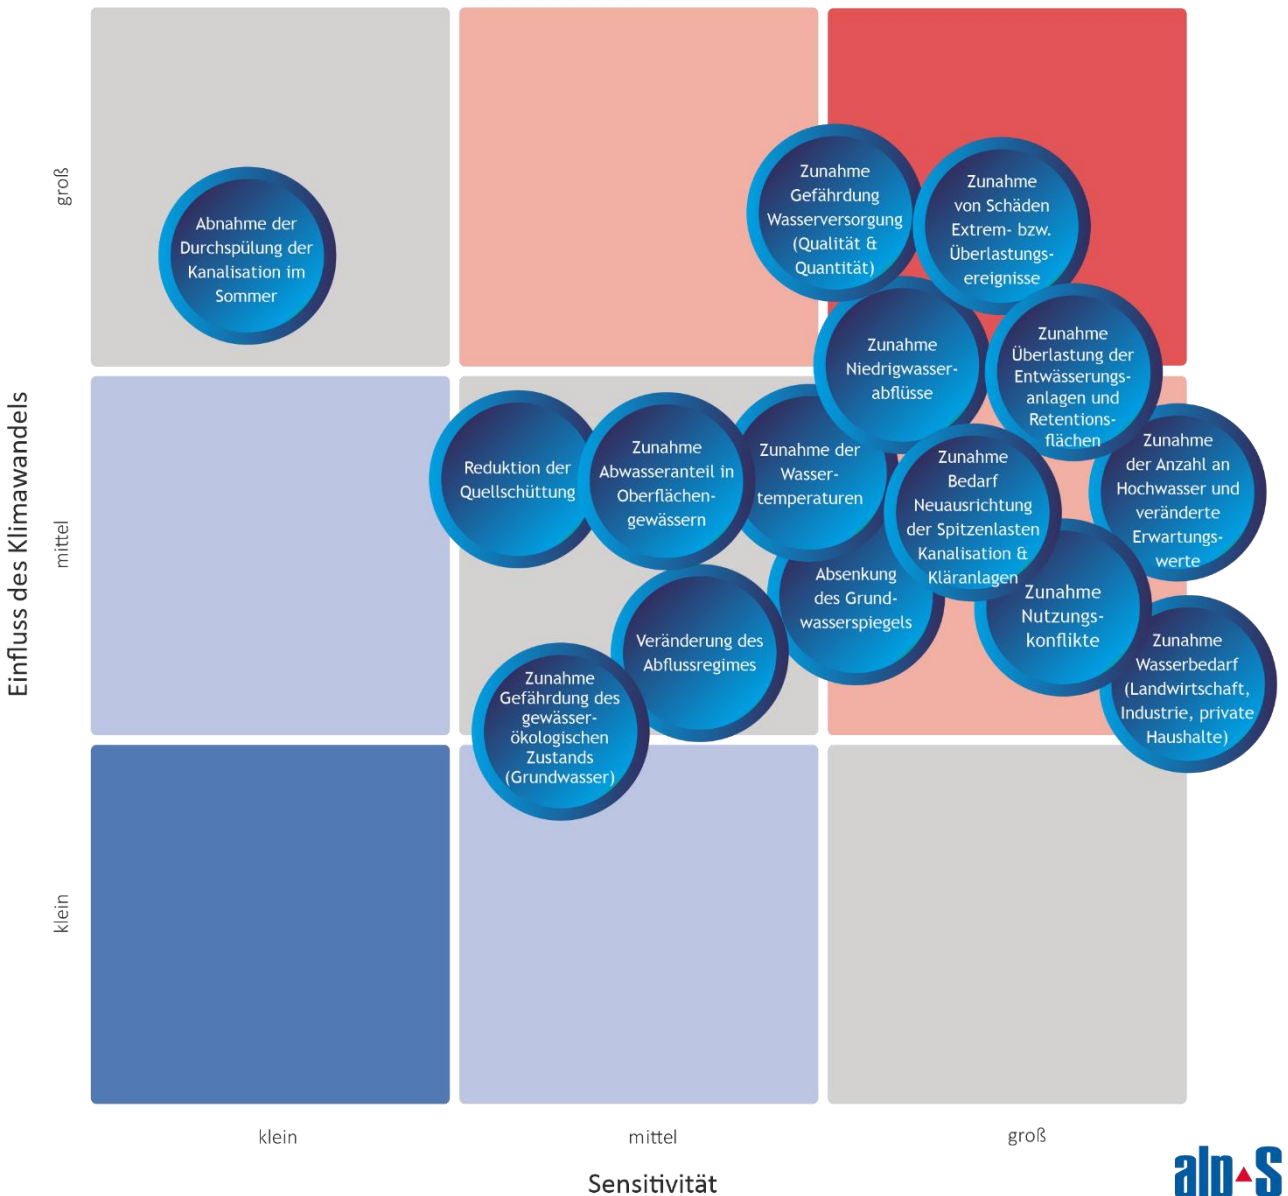 Einfluss des Klimawandels
groß
mittel
klein
Abnahme der
Durchspülung der
Kanalisation im
Sommer
Zunahme
Gefährdung
Wasserversorgung
(Qualität &
Quantität)
Zunahme
von Schäden
Extrem- bzw.
Überlastungs-
ereignisse
Zunahme
Niedrigwasser-
abflüsse
Zunahme
Überlastung der
Entwässerungs-
anlagen und
Retentions-
flächen
Reduktion der
Quellschüttung
Zunahme
Abwasseranteil in
Oberflächen-
gewässern
Zunahme der
Wasser-
temperaturen
Zunahme
Bedarf
Neuausrichtung
der Spitzenlasten
Kanalisation &
Kläranlagen
Zunahme
der Anzahl an
Hochwasser und
veränderte
Erwartungs-
werte
Absenkung
des Grund-
wasserspiegels
Zunahme
Nutzungs-
konflikte
Veränderung des
Abflussregimes
Zunahme
Wasserbedarf
(Landwirtschaft,
Industrie, private
Haushalte)
Zunahme
Gefährdung des
gewässer-
ökologischen
Zustands
(Grundwasser)
klein
mittel
groß
Sensitivität
alpS